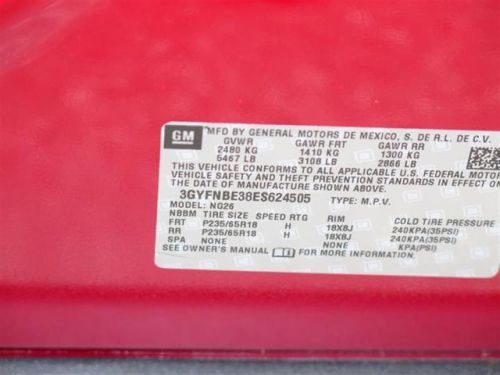 GM MFD BY GENERAL MOTORS DE MEXICO, S. DE R.L. DE C.V.
GVWR GAWR FRT GAWR RR
2480 KG 1410 KG 1300 KG
5467 LB 3108 LB 2866 LB
THIS VEHICLE CONFORMS TO ALL APPLICABLE U.S. FEDERAL MOTOR
VEHICLE SAFETY AND THEFT PREVENTION STANDARDS IN EFFECT
THE DATE OF MANUFACTURE SHOWN ABOVE.
3GYFNBE38ES624505 TYPE: M.P.V.
MODEL: NG26
NBBM TIRE SIZE SPEED RTG RIM COLD TIRE PRESSURE
FRT P235/65R18 H 18X8J 240KPA(35PSI)
RR P235/65R18 H 18X8J 240KPA(35PSI)
SPA NONE NONE KPA(PSI)
SEE OWNER'S MANUAL FOR MORE INFORMATION.